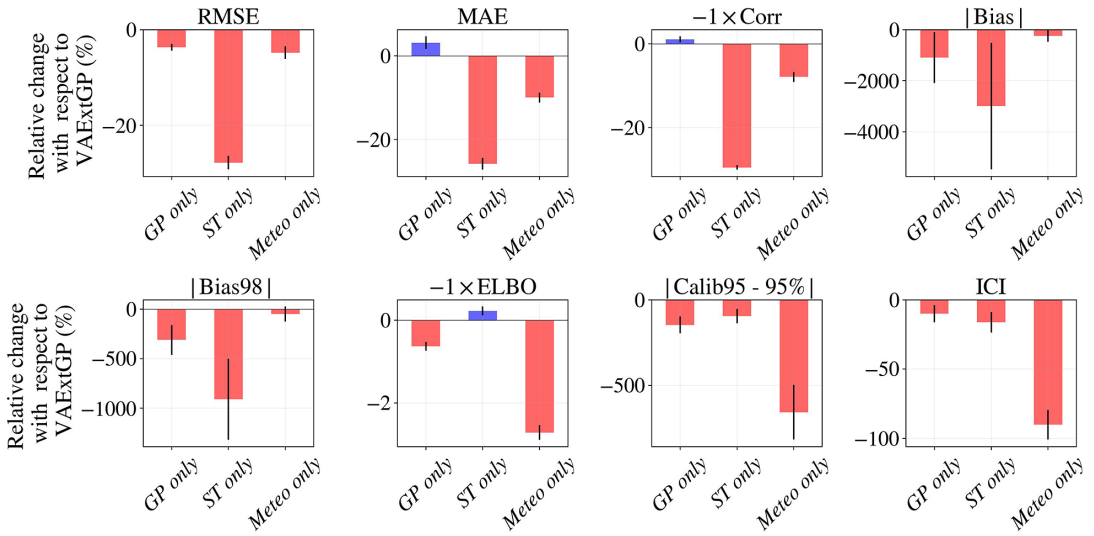 RMSE
MAE
−1×Corr
|Bias|
Relative change
with respect to
VAExtGP (%)
0
−20
GP only
ST only
Meteo only
0
−20
GP only
ST only
Meteo only
0
−20
GP only
ST only
Meteo only
0
−2000
−4000
GP only
ST only
Meteo only
|Bias98|
−1×ELBO
|Calib95 - 95%|
ICI
Relative change
with respect to
VAExtGP (%)
0
−500
−1000
GP only
ST only
Meteo only
0
−2
GP only
ST only
Meteo only
0
−500
GP only
ST only
Meteo only
0
−50
−100
GP only
ST only
Meteo only